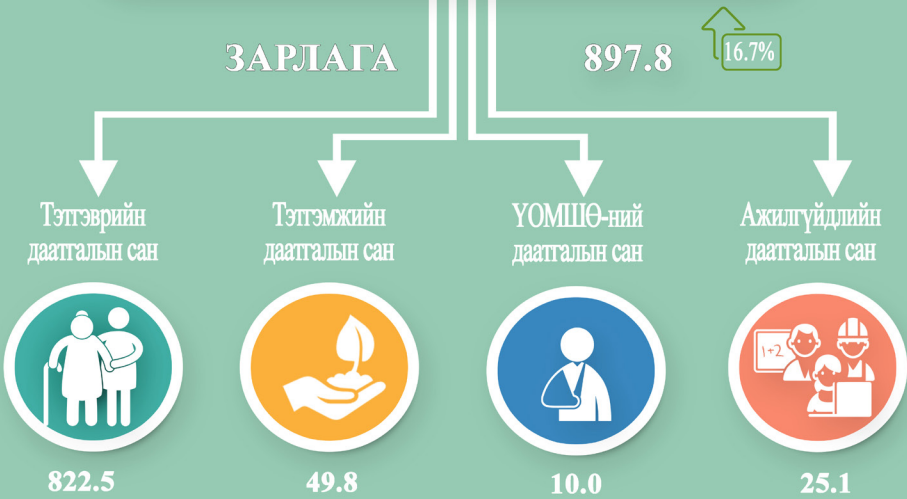 ЗАРЛАГА
897.8
16.7%
Тэтгэврийн
даатгалын сан
Тэтгэмжийн
даатгалын сан
ҮОМШӨ-ний
даатгалын сан
Ажилгүйдлийн
даатгалын сан
1+2
822.5
49.8
10.0
25.1